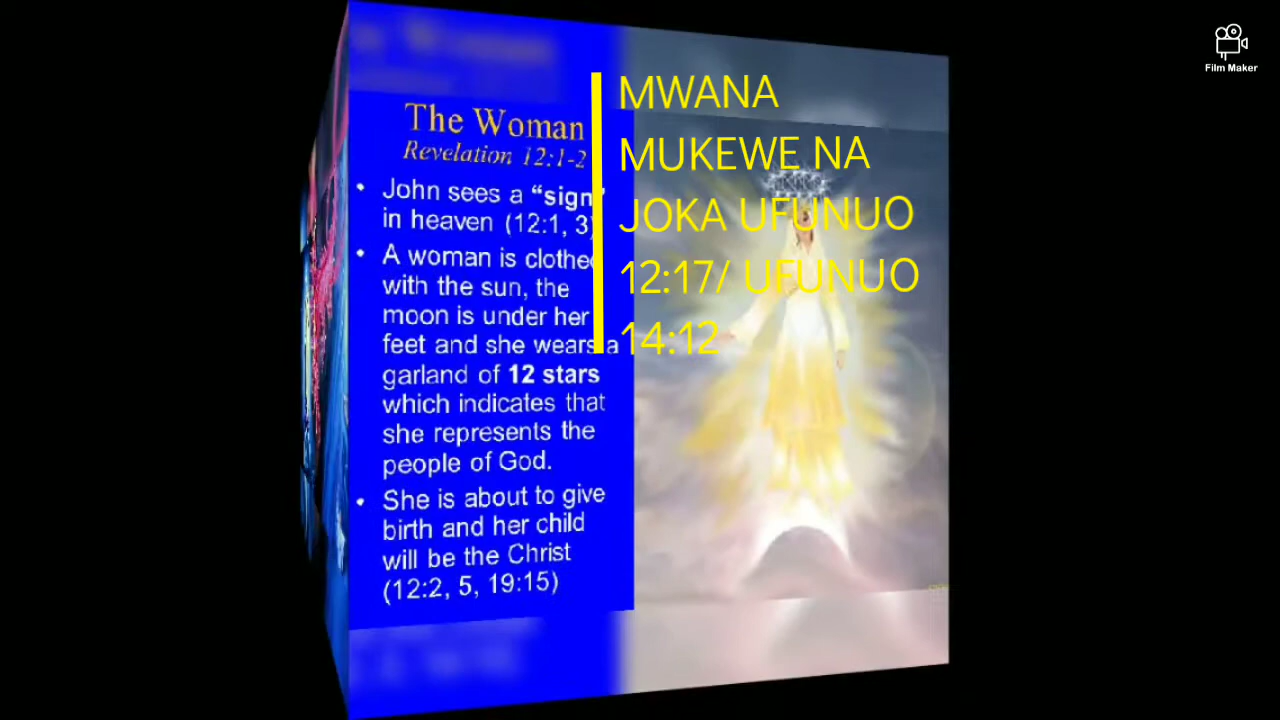 The Woman
Revelation 12:1-2
• John sees a “sign”
in heaven (12:1, 3)
• A woman is clothed
with the sun, the
moon is under her
feet and she wears a
garland of 12 stars
which indicates that
she represents the
people of God.
• She is about to give
birth and her child
will be the Christ
(12:2, 5, 19:15)
MWANA
MUKEWE NA
JOKA UFUNUO
12:17/ UFUNUO
14:12
Film Maker